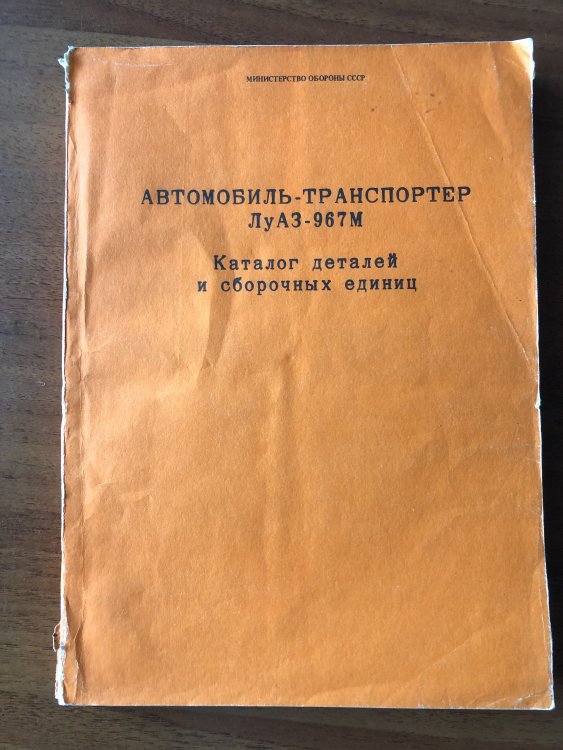 МИНИСТЕРСТВО ОБОРОНЫ СССР
АВТОМОБИЛЬ-ТРАНСПОРТЕР
ЛуАЗ-967М
Каталог деталей
и сборочных единиц